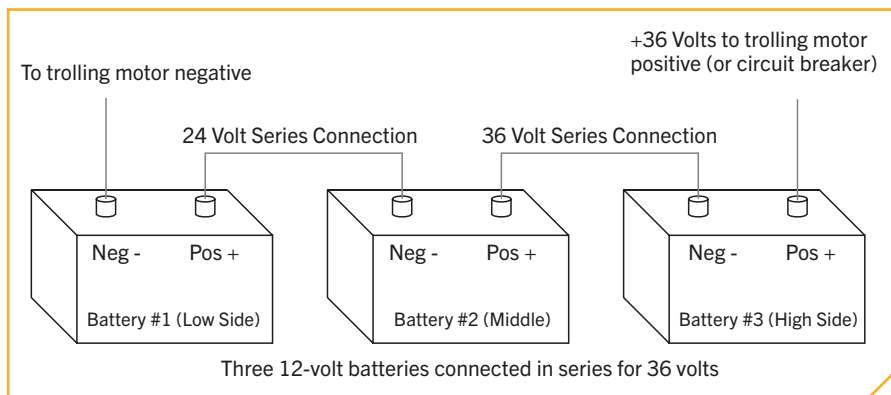 +36 Volts to trolling motor
positive (or circuit breaker)
To trolling motor negative
24 Volt Series Connection
36 Volt Series Connection
Neg -
Pos +
Neg -
Pos +
Neg -
Pos +
Battery #1 (Low Side)
Battery #2 (Middle)
Battery #3 (High Side)
Three 12-volt batteries connected in series for 36 volts